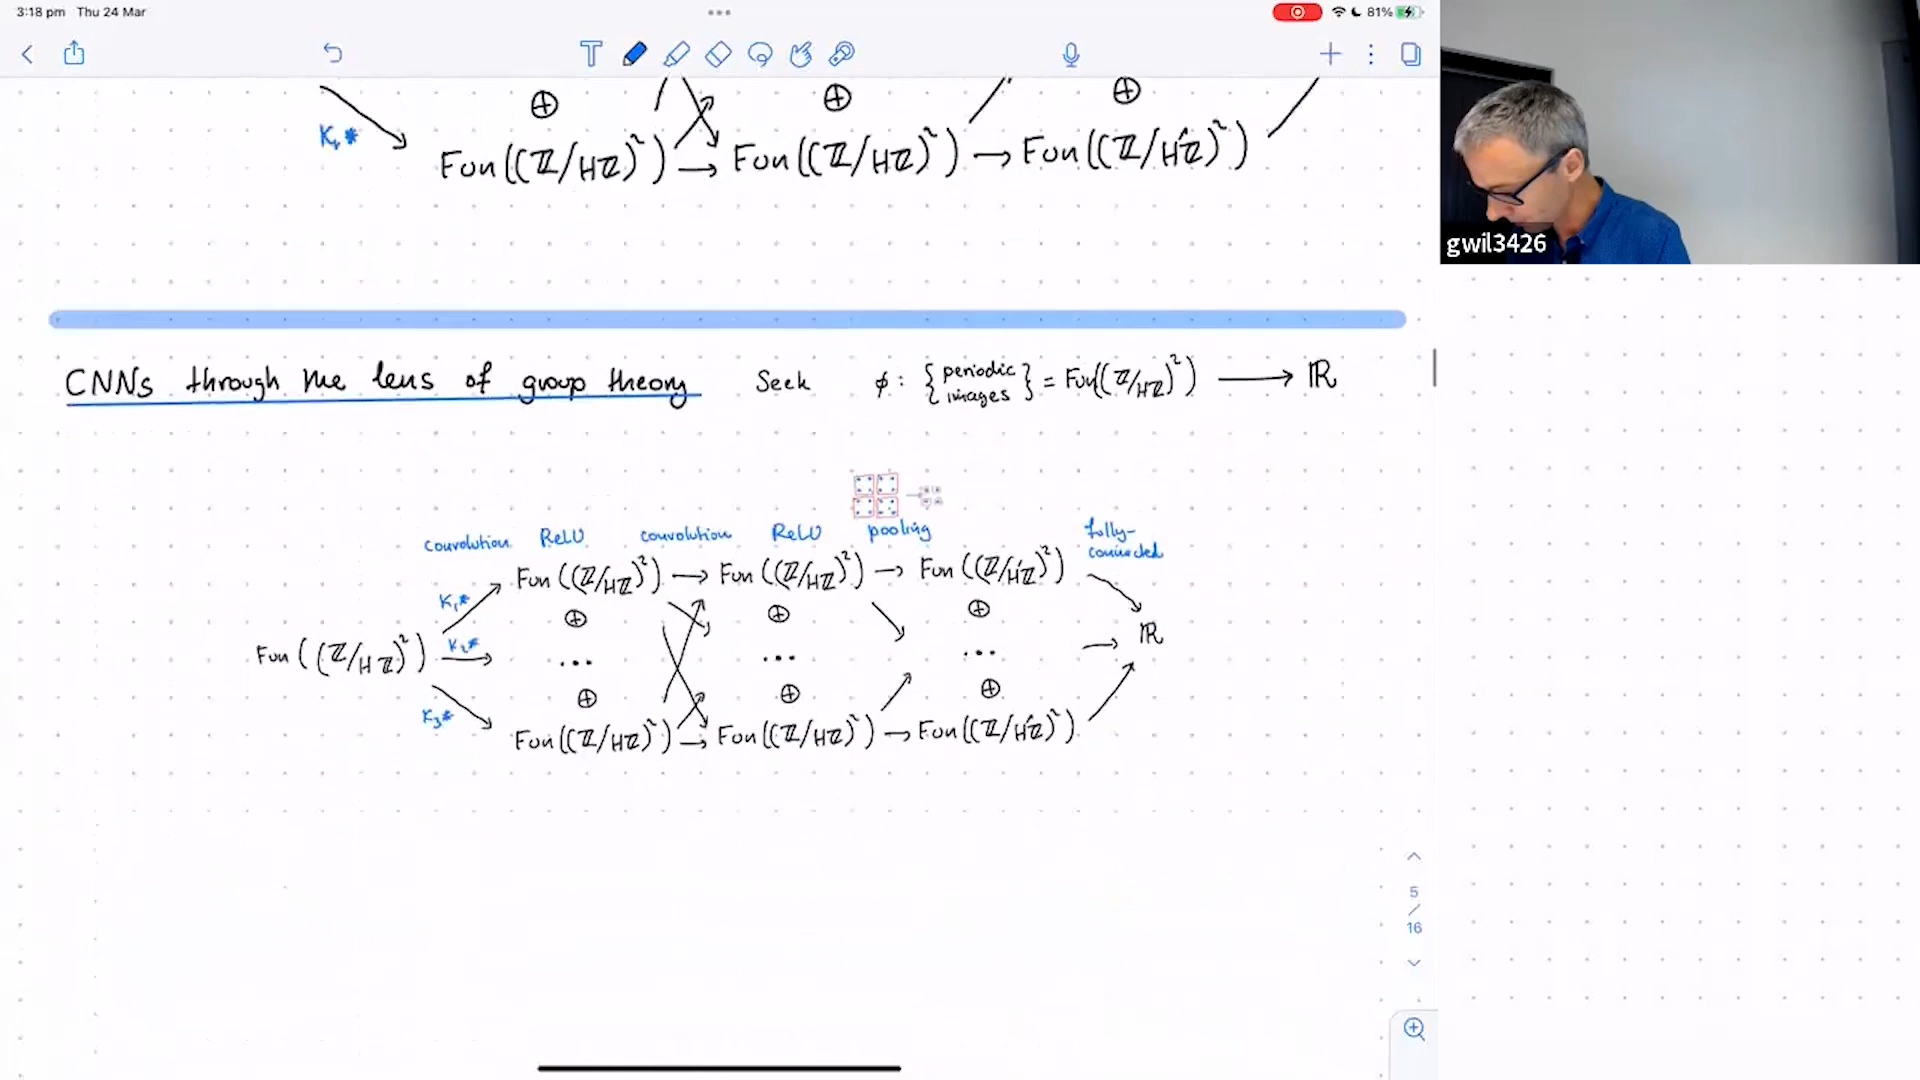 3:18 pm Thu 24 Mar
81%
⊕ ⊕ ⊕
K₄*
Fun((ℤ/Hℤ)²) → Fun((ℤ/Hℤ)²) → Fun((ℤ/H'ℤ)²)
gwil3426
CNNs through the lens of group theory Seek ϕ: {periodic images} = Fun((ℤ/Hℤ)²) → ℝ
convolution ReLU convolution ReLU pooling fully-connected
Fun((ℤ/Hℤ)²) → Fun((ℤ/Hℤ)²) → Fun((ℤ/H'ℤ)²)
K₁*
⊕ ⊕ ⊕
Fun((ℤ/Hℤ)²) K₂* ... ... ... → ℝ
⊕ ⊕ ⊕
K₃*
Fun((ℤ/Hℤ)²) → Fun((ℤ/Hℤ)²) → Fun((ℤ/H'ℤ)²)
5
/
16